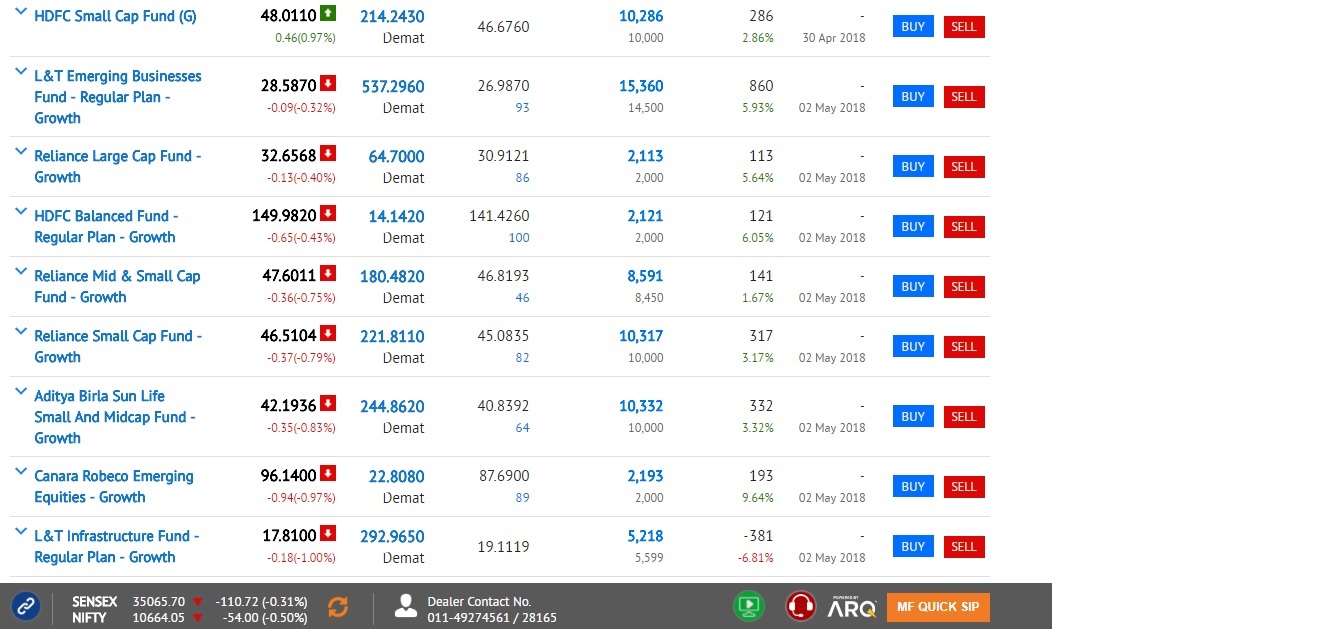 HDFC Small Cap Fund (G) 48.0110 214.2430 46.6760 10,286 286 - BUY SELL
0.46(0.97%) Demat 10,000 2.86% 30 Apr 2018
L&T Emerging Businesses
Fund - Regular Plan - 28.5870 537.2960 26.9870 15,360 860 - BUY SELL
Growth -0.09(-0.32%) Demat 93 14,500 5.93% 02 May 2018
Reliance Large Cap Fund - 32.6568 64.7000 30.9121 2,113 113 - BUY SELL
Growth -0.13(-0.40%) Demat 86 2,000 5.64% 02 May 2018
HDFC Balanced Fund - 149.9820 14.1420 141.4260 2,121 121 - BUY SELL
Regular Plan - Growth -0.65(-0.43%) Demat 100 2,000 6.05% 02 May 2018
Reliance Mid & Small Cap 47.6011 180.4820 46.8193 8,591 141 - BUY SELL
Fund - Growth -0.36(-0.75%) Demat 46 8,450 1.67% 02 May 2018
Reliance Small Cap Fund - 46.5104 221.8110 45.0835 10,317 317 - BUY SELL
Growth -0.37(-0.79%) Demat 82 10,000 3.17% 02 May 2018
Aditya Birla Sun Life
Small And Midcap Fund - 42.1936 244.8620 40.8392 10,332 332 - BUY SELL
Growth -0.35(-0.83%) Demat 64 10,000 3.32% 02 May 2018
Canara Robeco Emerging 96.1400 22.8080 87.6900 2,193 193 - BUY SELL
Equities - Growth -0.94(-0.97%) Demat 89 2,000 9.64% 02 May 2018
L&T Infrastructure Fund - 17.8100 292.9650 19.1119 5,218 -381 - BUY SELL
Regular Plan - Growth -0.18(-1.00%) Demat 5,599 -6.81% 02 May 2018
SENSEX 35065.70 -110.72 (-0.31%) Dealer Contact No. POWERED BY ARQ MF QUICK SIP
NIFTY 10664.05 -54.00 (-0.50%) 011-49274561 / 28165